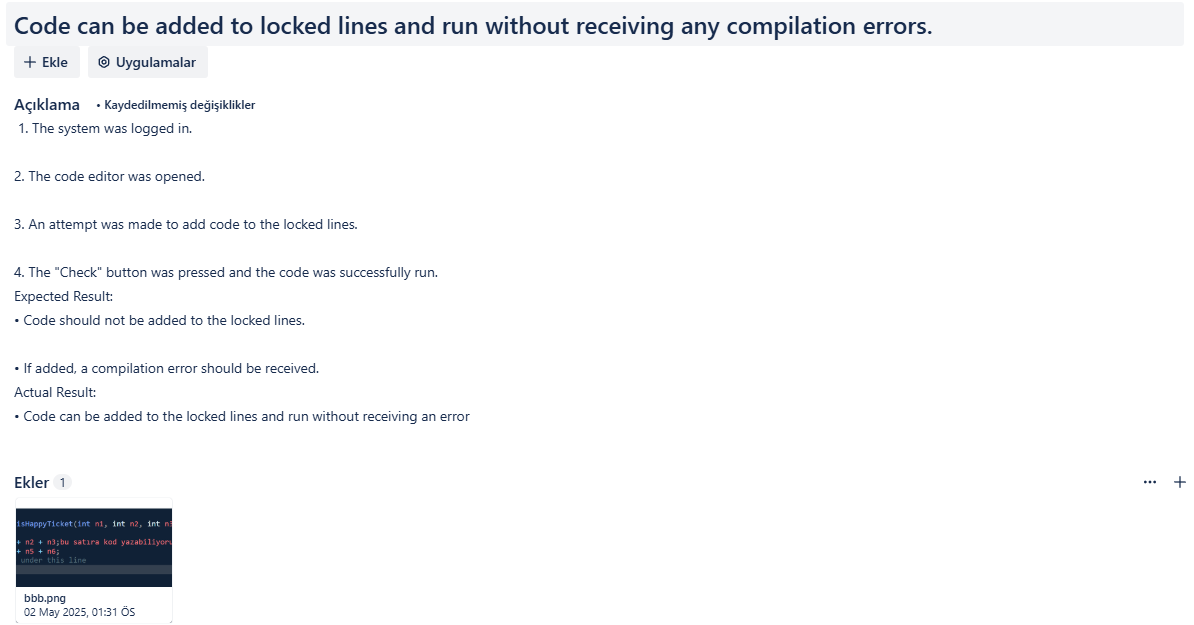 Code can be added to locked lines and run without receiving any compilation errors.
Ekle
Uygulamalar
Açıklama • Kaydedilmemiş değişiklikler
1. The system was logged in.
2. The code editor was opened.
3. An attempt was made to add code to the locked lines.
4. The "Check" button was pressed and the code was successfully run.
Expected Result:
• Code should not be added to the locked lines.
• If added, a compilation error should be received.
Actual Result:
• Code can be added to the locked lines and run without receiving an error
Ekler 1
isHappyTicket(int n1, int n2, int n3
+ n2 + n3;bu satıra kod yazabiliyoru
+ n5 + n6;
under this line
bbb.png
02 May 2025, 01:31 ÖS